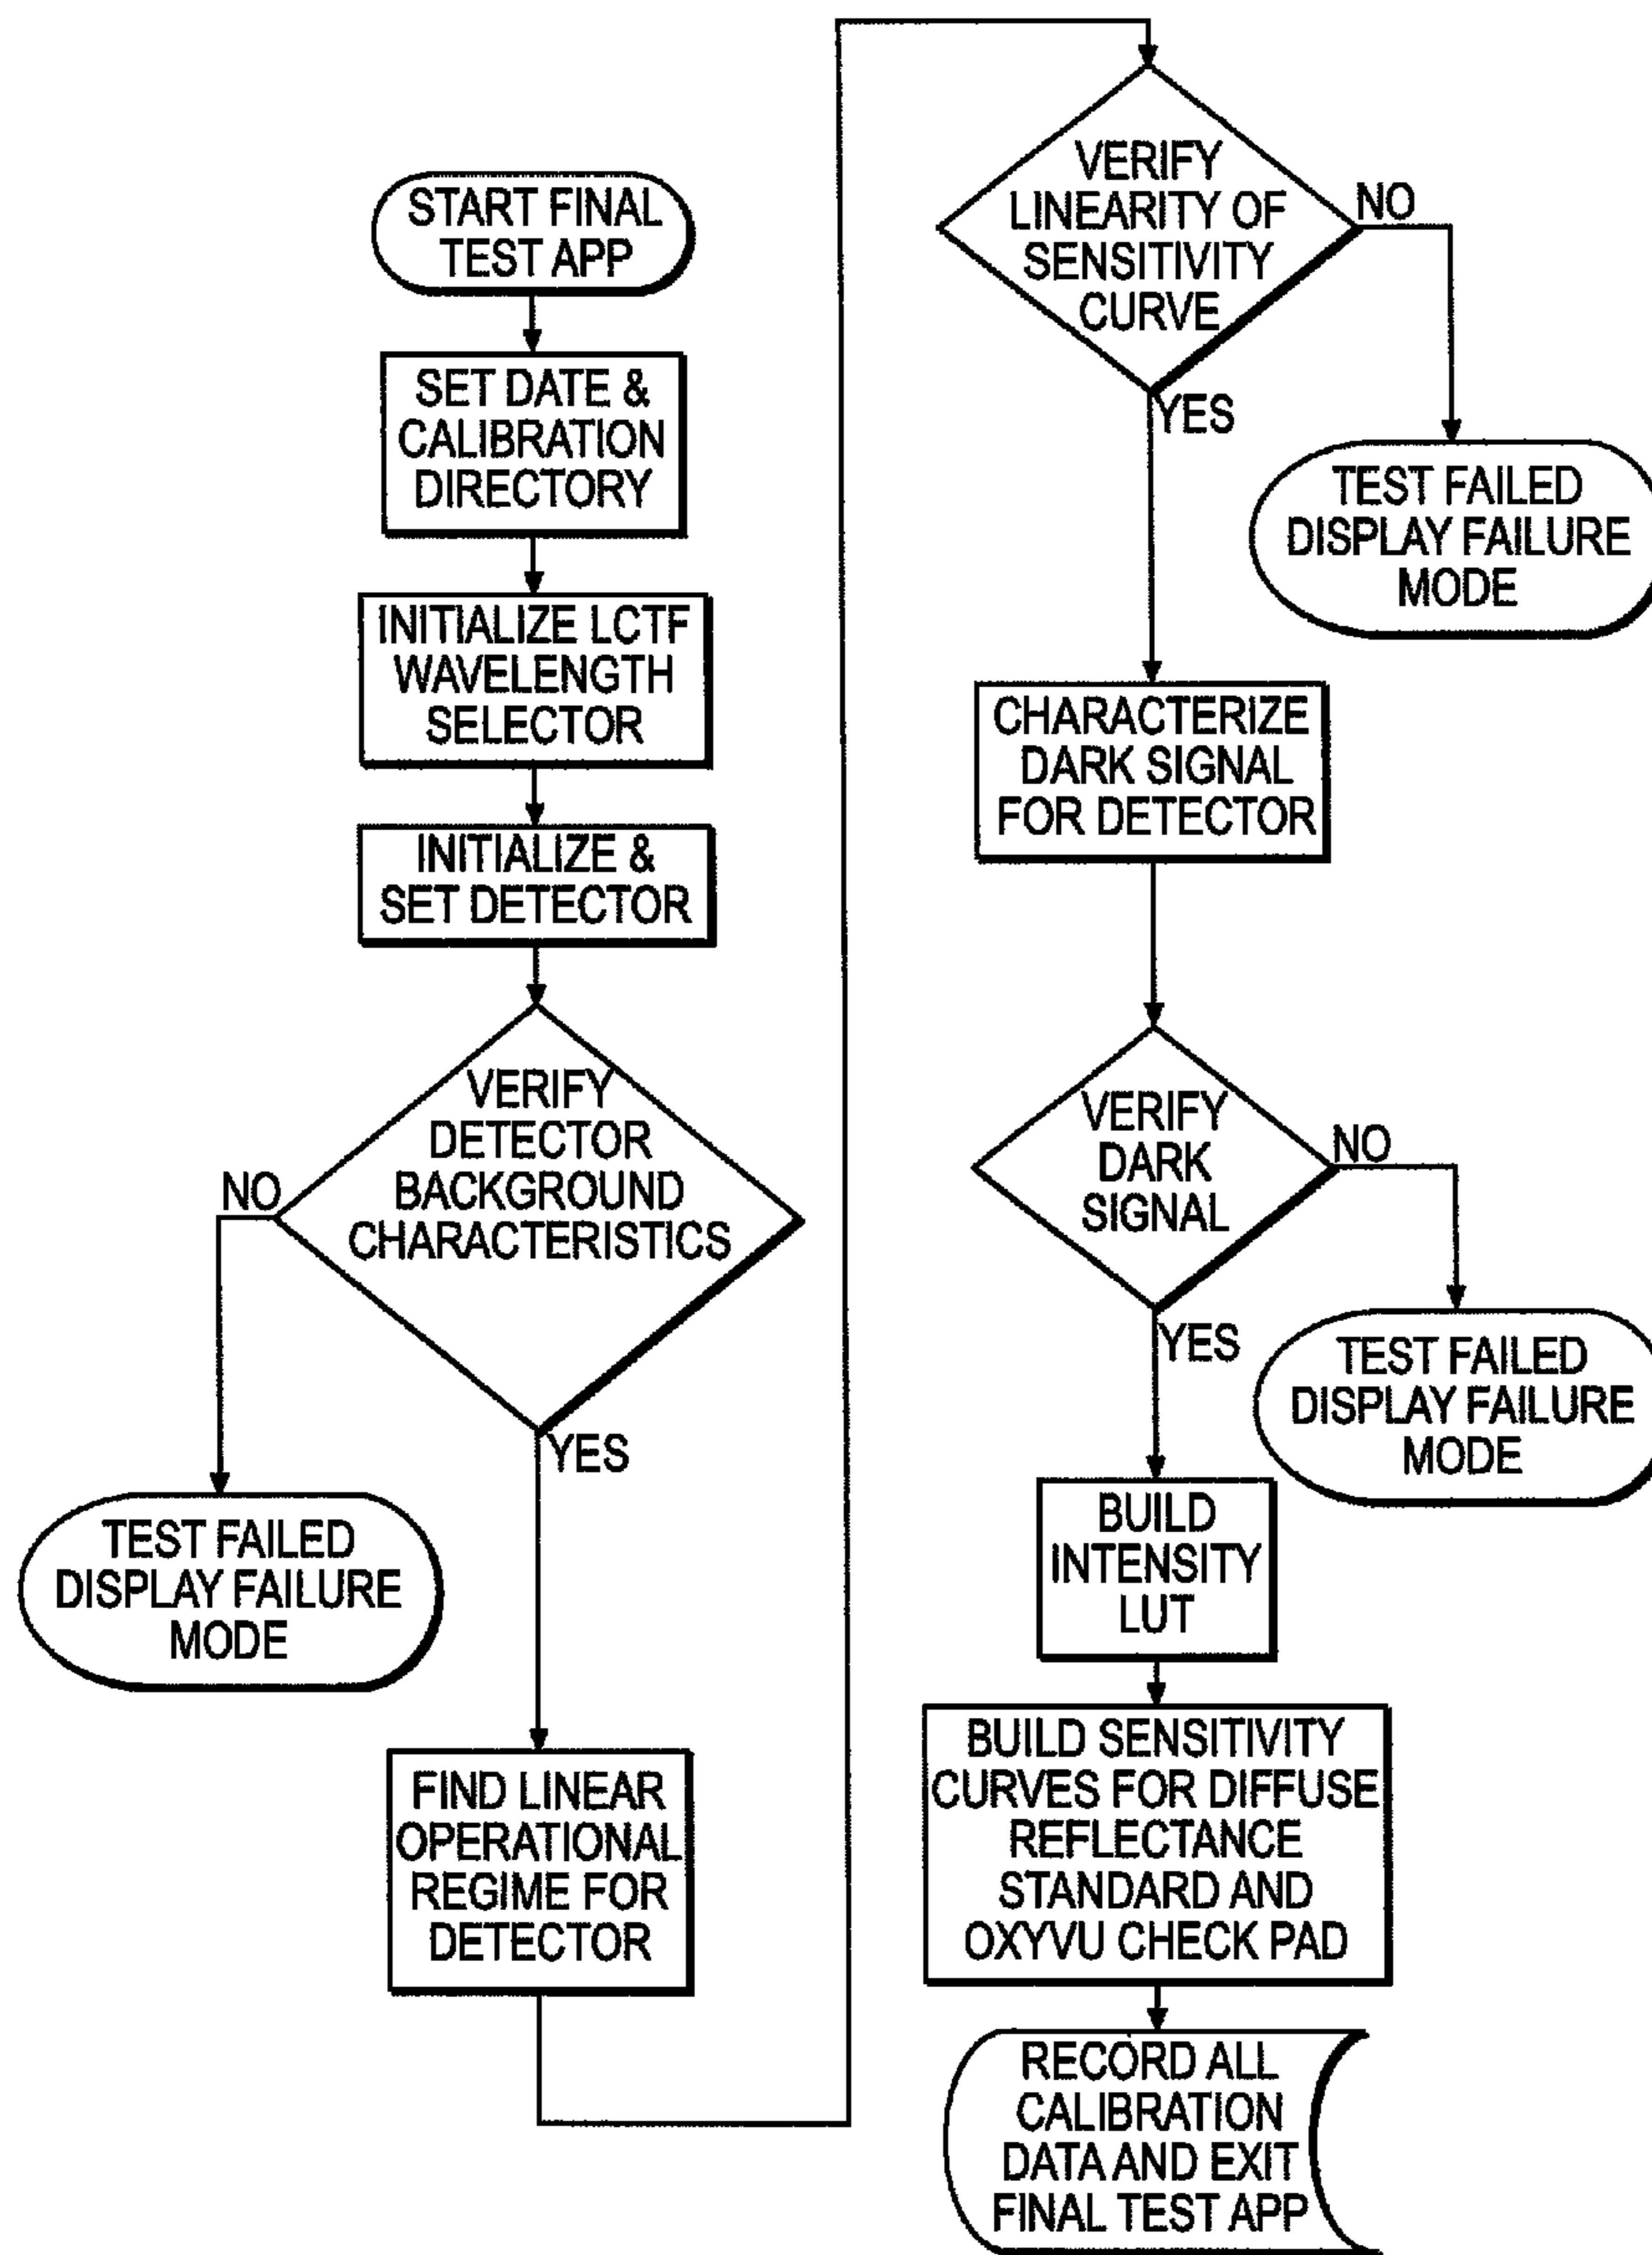 START FINAL
TEST APP
SET DATE &
CALIBRATION
DIRECTORY
INITIALIZE LCTF
WAVELENGTH
SELECTOR
INITIALIZE &
SET DETECTOR
VERIFY
DETECTOR
BACKGROUND
CHARACTERISTICS
NO
YES
TEST FAILED
DISPLAY FAILURE
MODE
FIND LINEAR
OPERATIONAL
REGIME FOR
DETECTOR
VERIFY
LINEARITY OF
SENSITIVITY
CURVE
NO
YES
TEST FAILED
DISPLAY FAILURE
MODE
CHARACTERIZE
DARK SIGNAL
FOR DETECTOR
VERIFY
DARK
SIGNAL
NO
YES
TEST FAILED
DISPLAY FAILURE
MODE
BUILD
INTENSITY
LUT
BUILD SENSITIVITY
CURVES FOR DIFFUSE
REFLECTANCE
STANDARD AND
OXYVU CHECK PAD
RECORD ALL
CALIBRATION
DATA AND EXIT
FINAL TEST APP